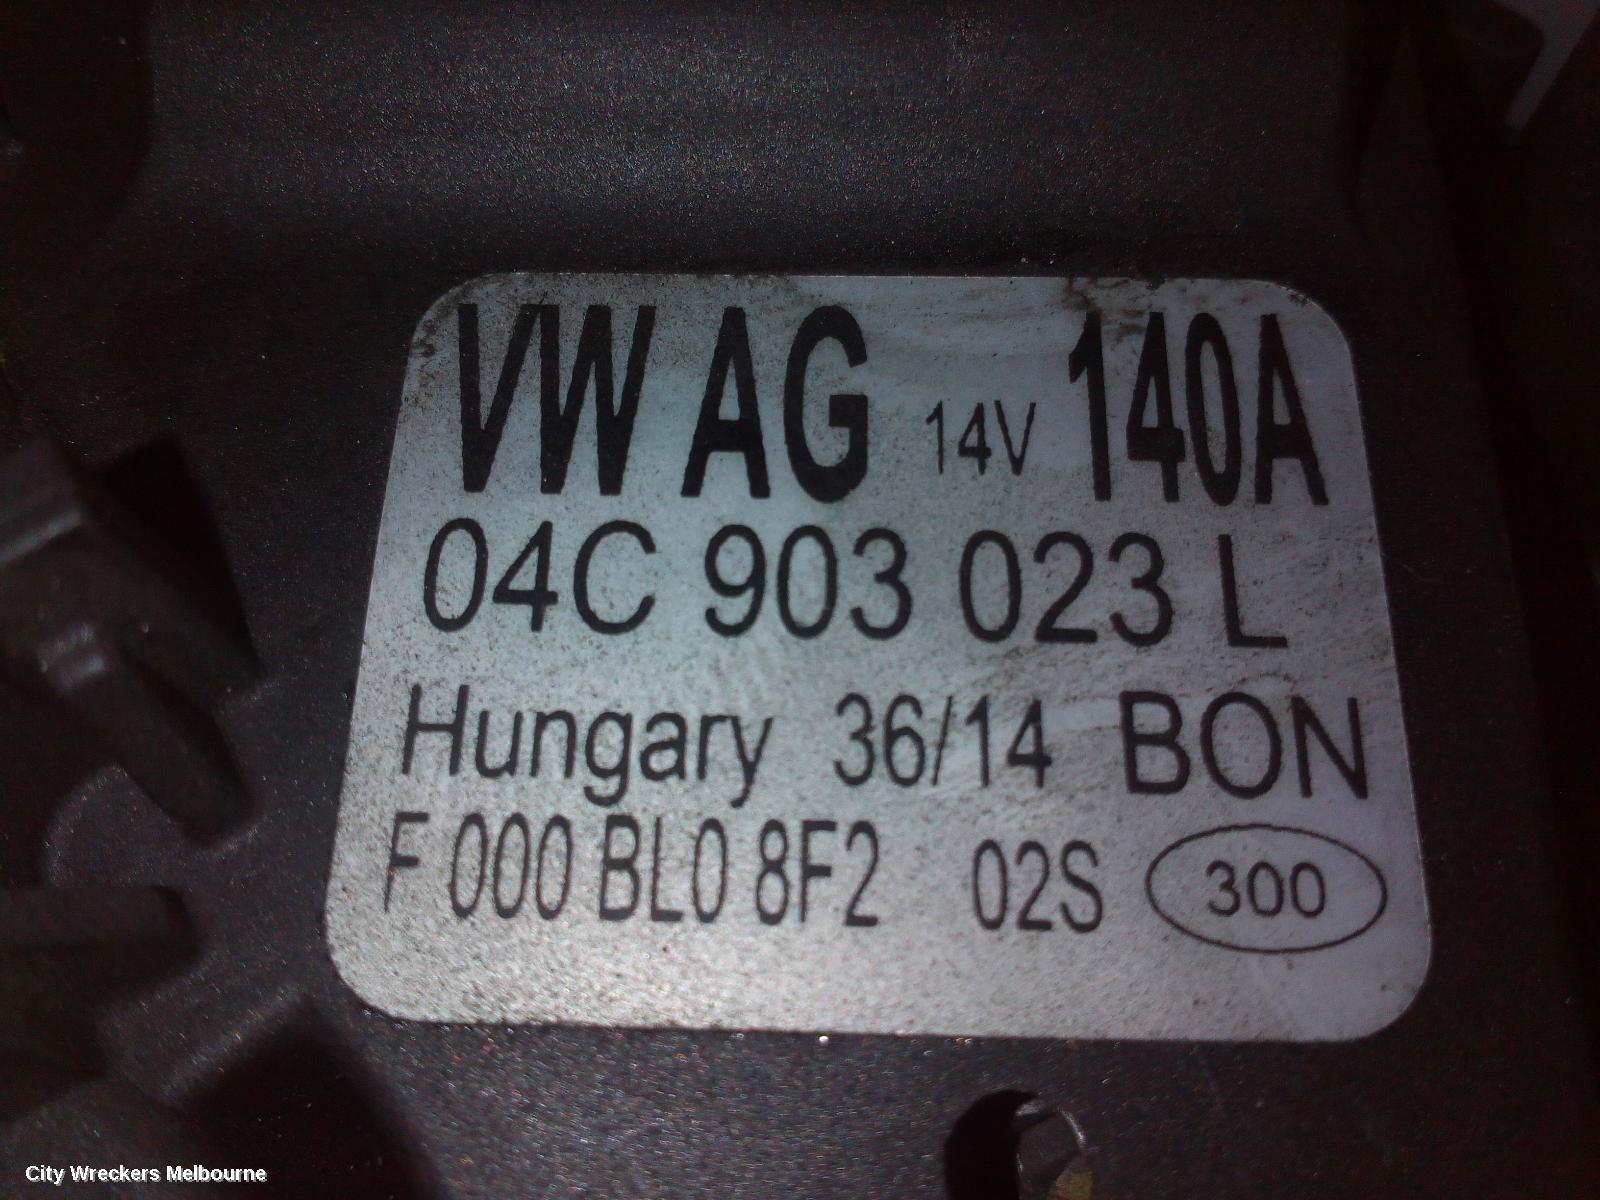 VW AG 14V 140A
04C 903 023 L
Hungary 36/14 BON
F 000 BL0 8F2 02S 300
City Wreckers Melbourne